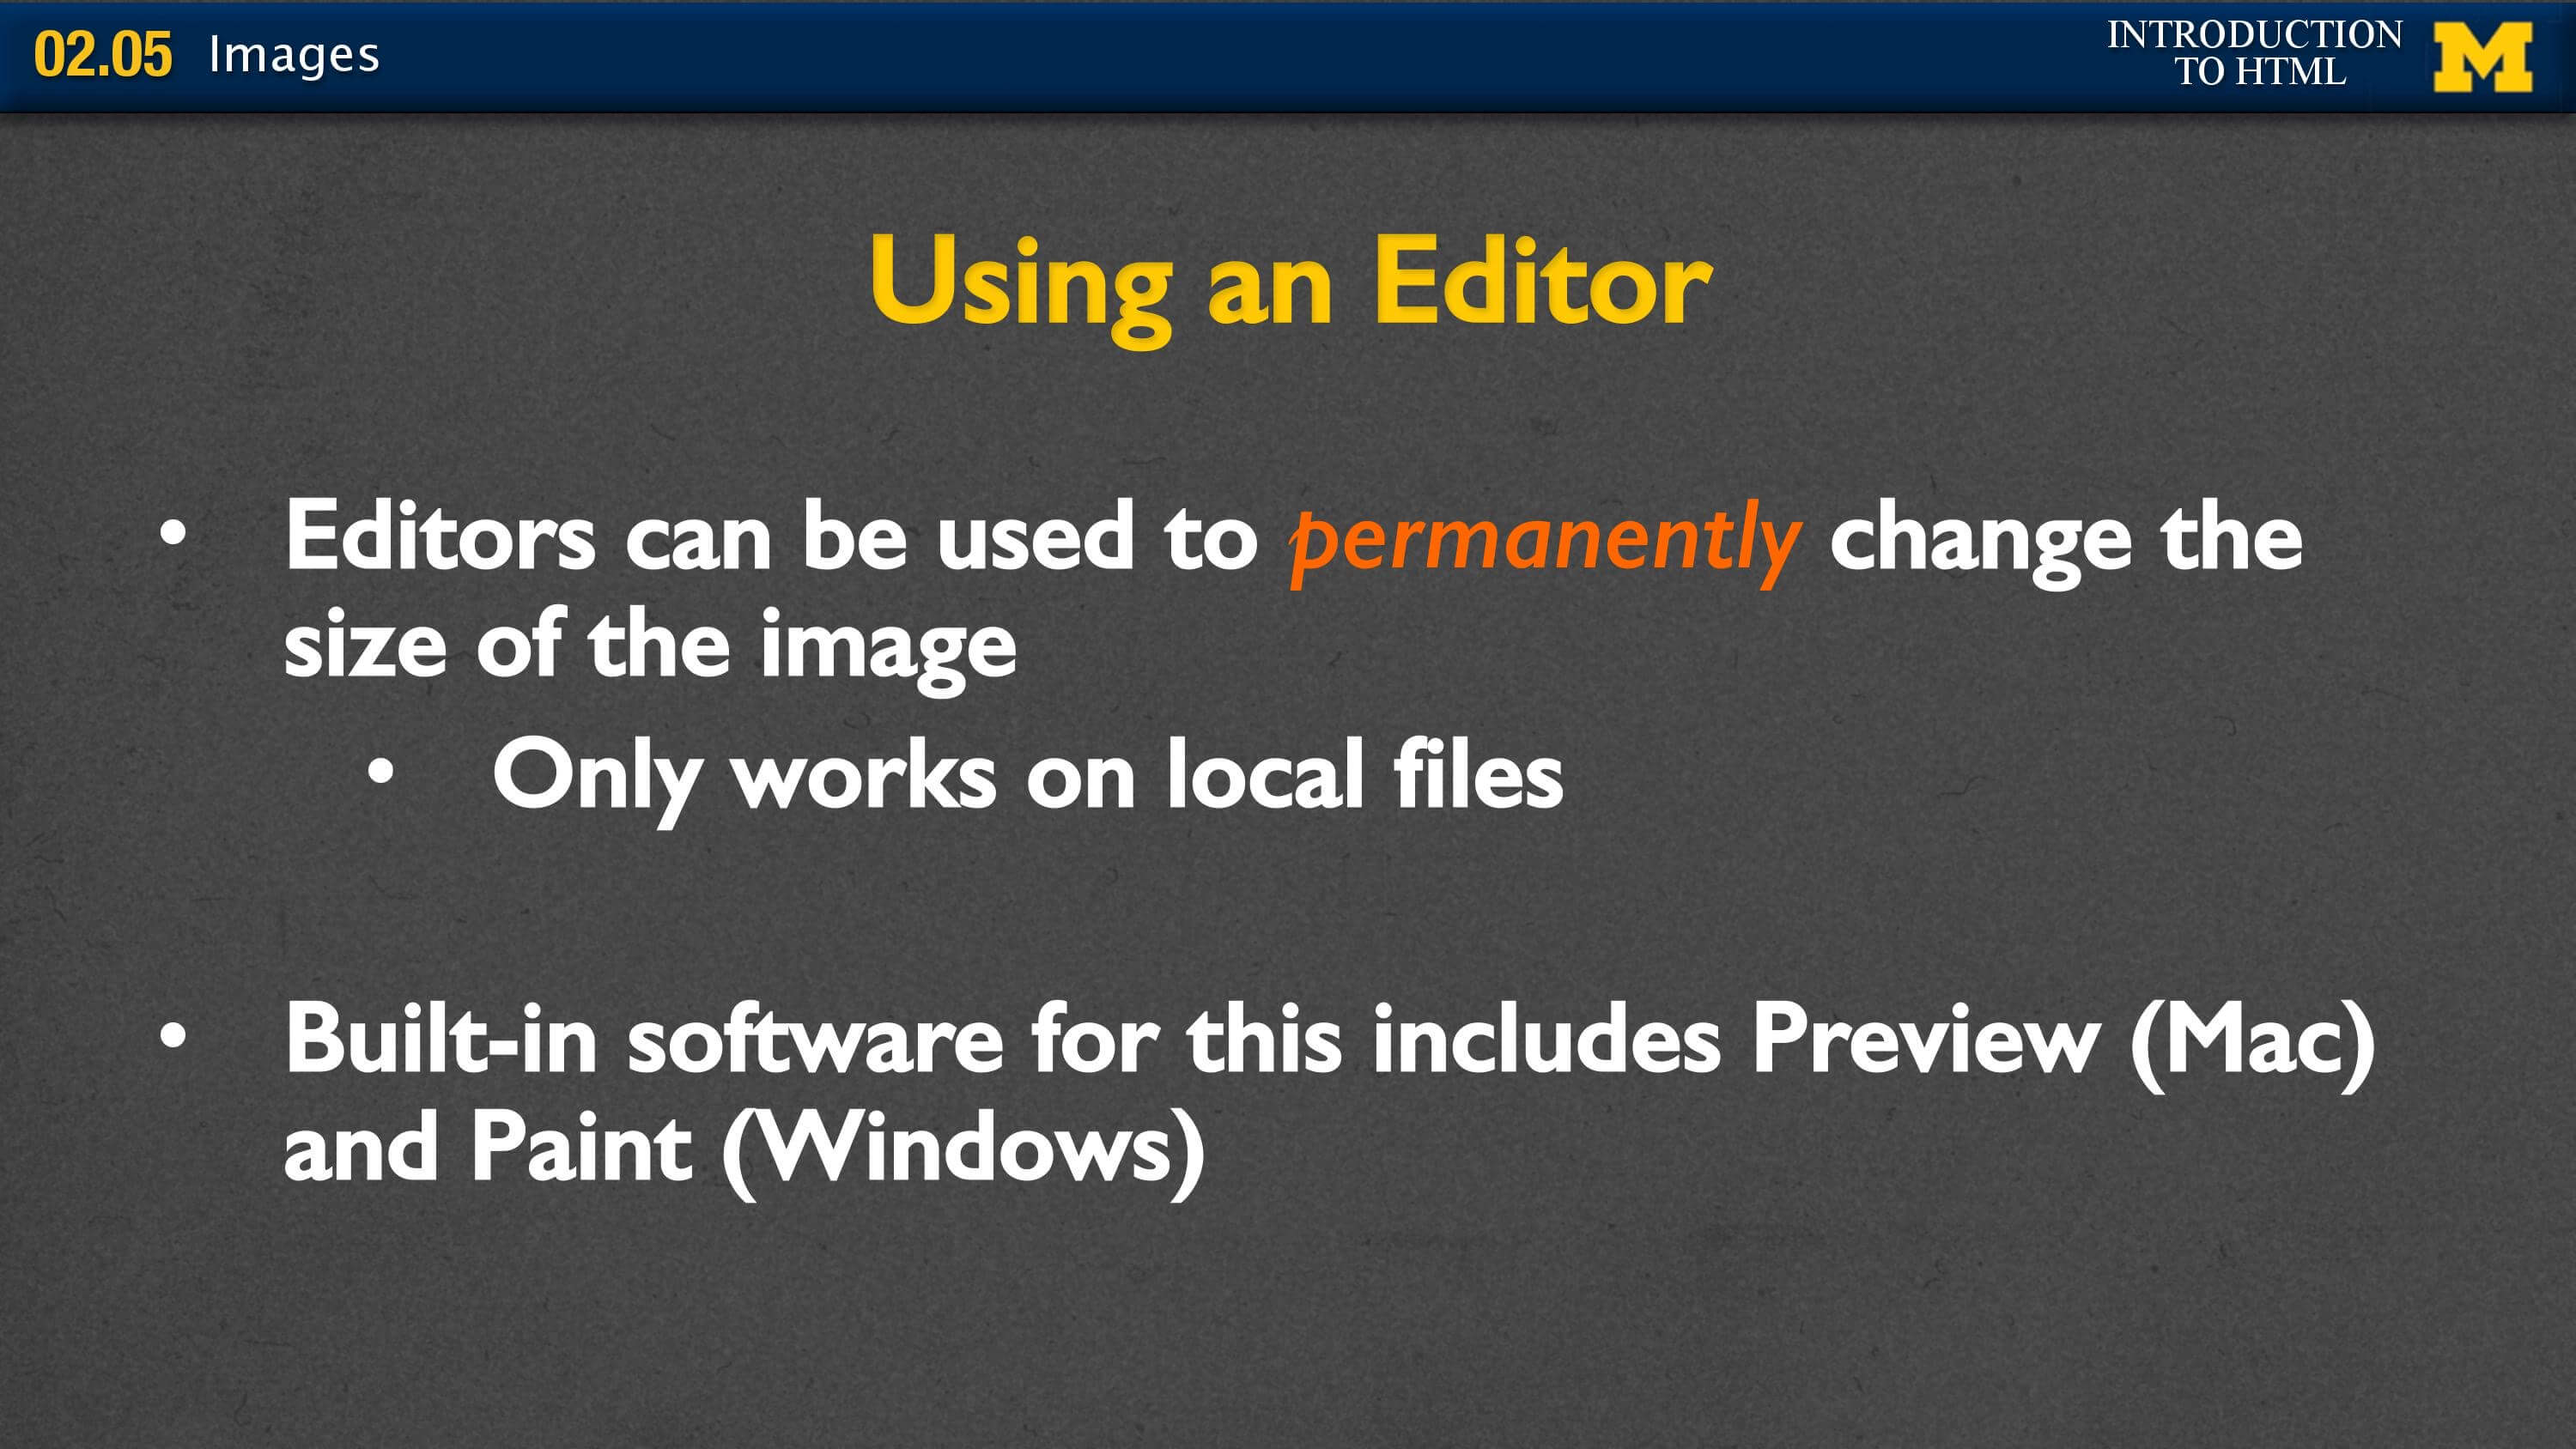 02.05 Images
INTRODUCTION
TO HTML
M
Using an Editor
• Editors can be used to permanently change the
size of the image
• Only works on local files
• Built-in software for this includes Preview (Mac)
and Paint (Windows)